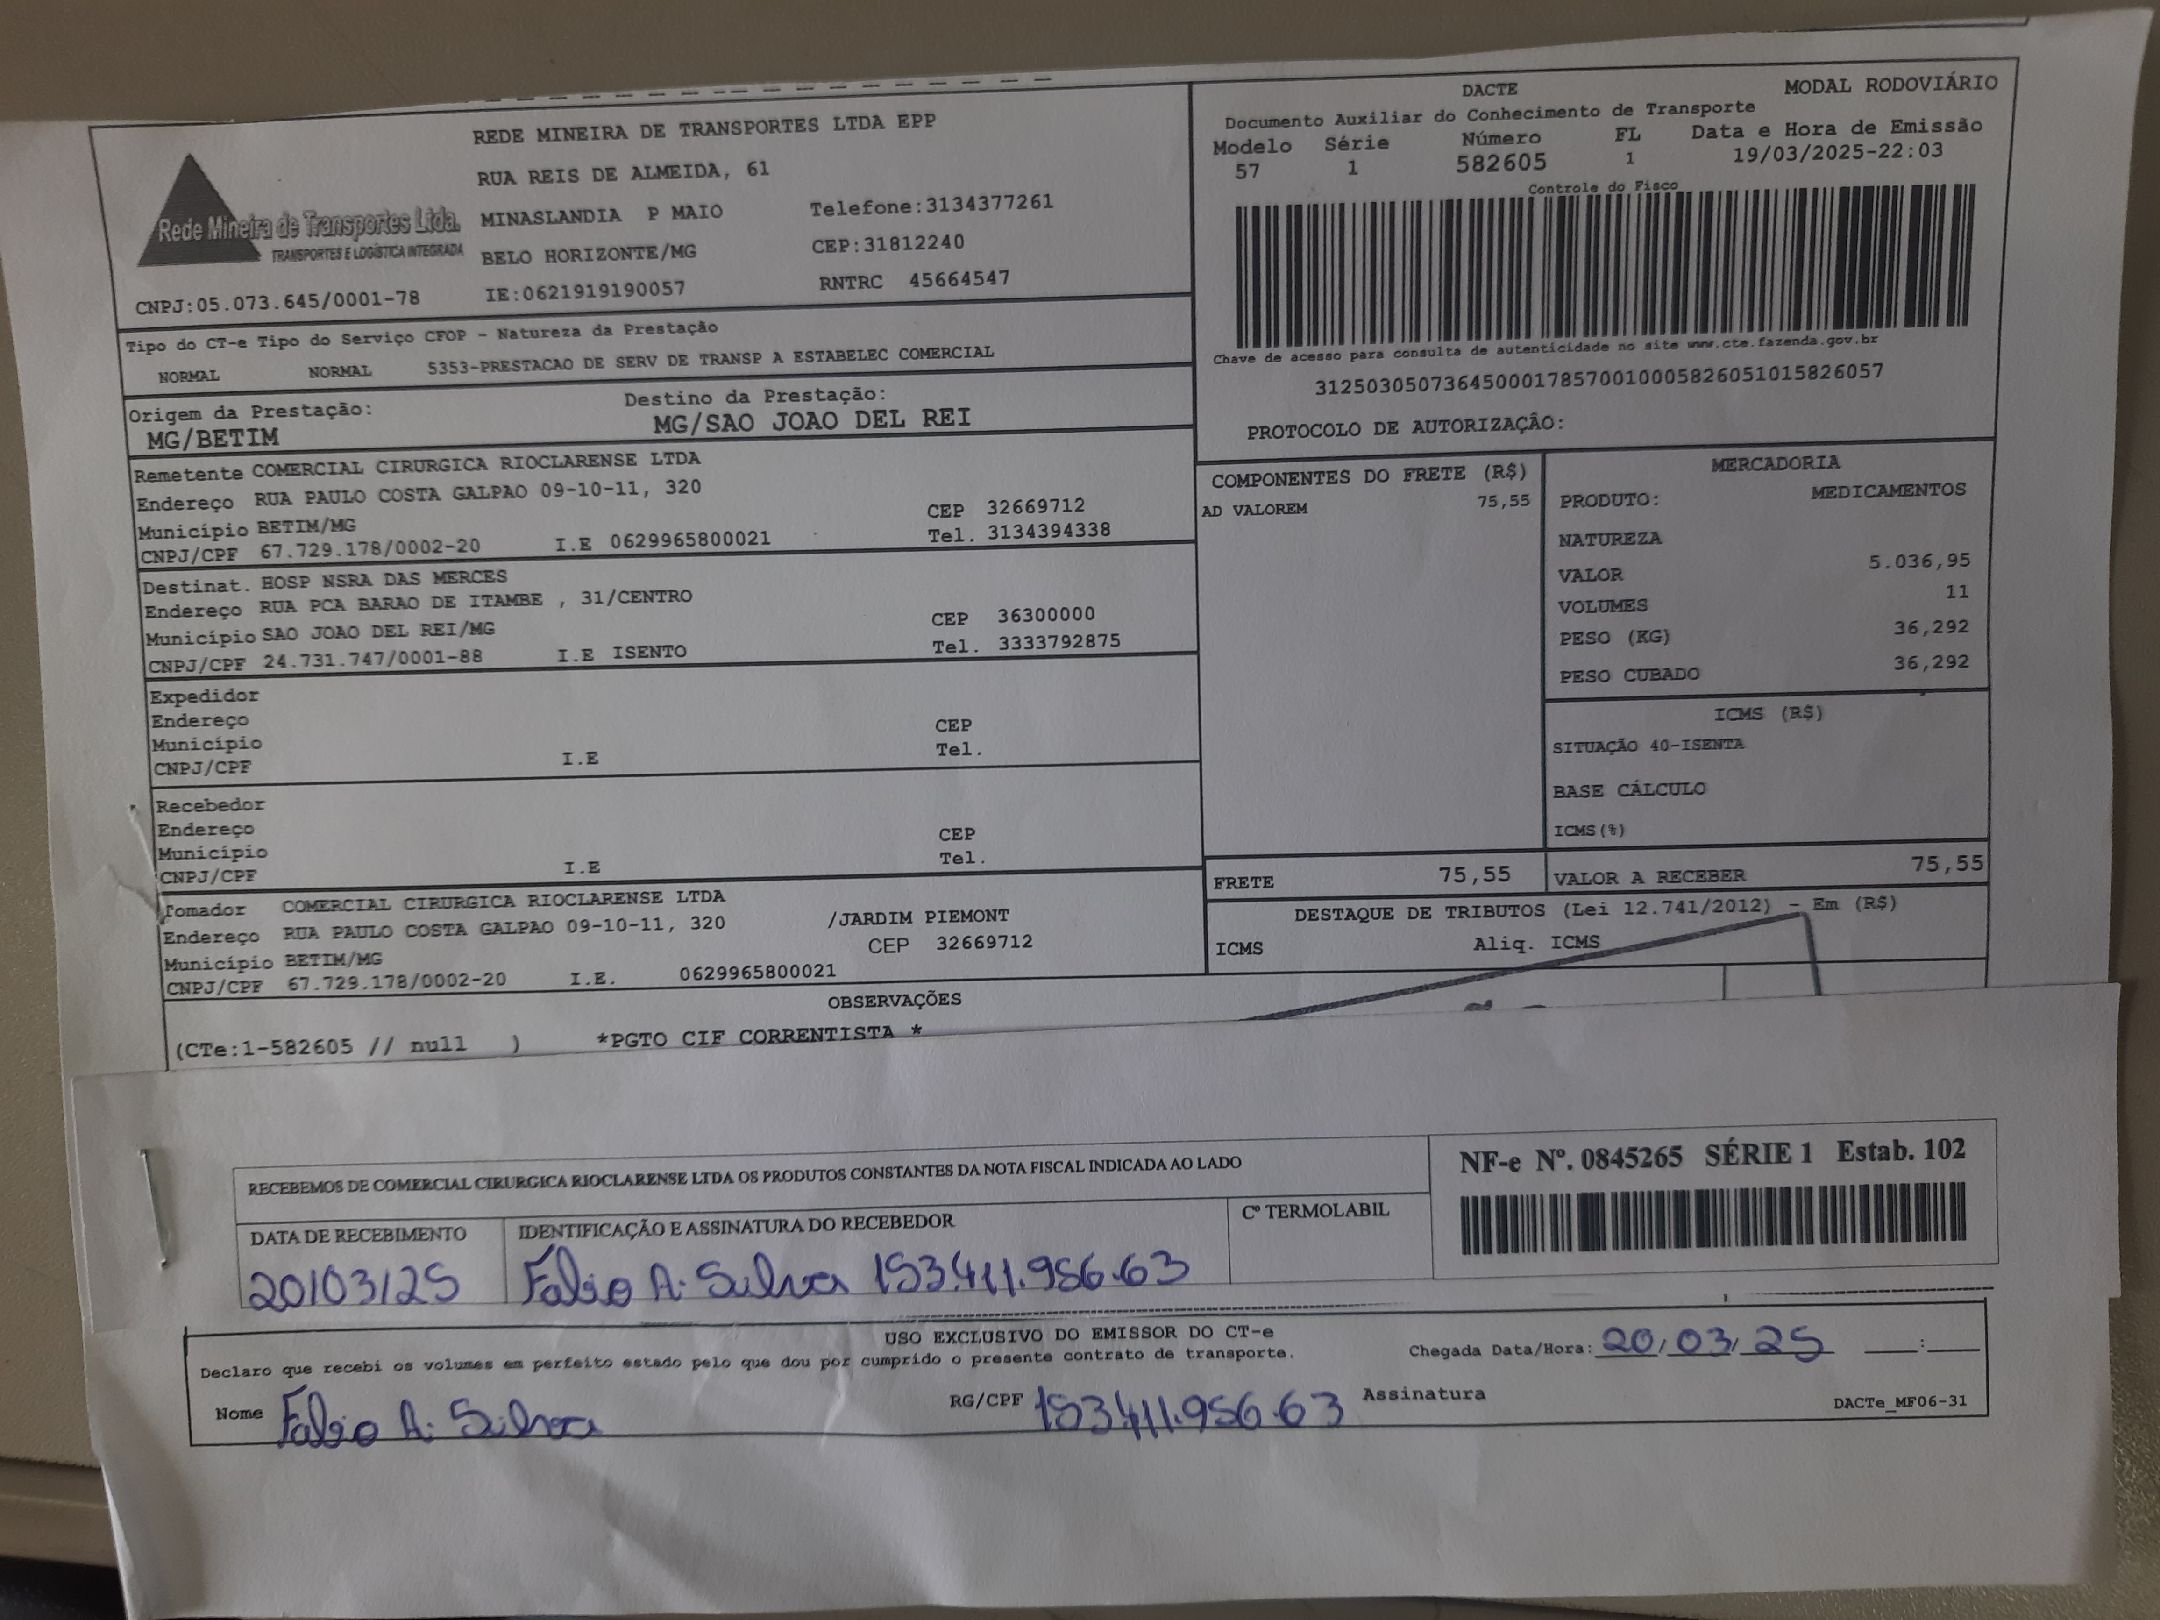 REDE MINEIRA DE TRANSPORTES LTDA EPP
RUA REIS DE ALMEIDA, 61
MINASLANDIA P MAIO Telefone:3134377261
BELO HORIZONTE/MG CEP:31812240
IE:0621919190057 RNTRC 45664547
Rede Mineira de Transportes Ltda.
TRANSPORTES E LOGÍSTICA INTEGRADA
CNPJ:05.073.645/0001-78
DACTE MODAL RODOVIÁRIO
Documento Auxiliar do Conhecimento de Transporte
Modelo Série Número FL Data e Hora de Emissão
57 1 582605 1 19/03/2025-22:03
Controle do Fisco
Chave de acesso para consulta de autenticidade no site www.cte.fazenda.gov.br
31250305073645000178570010005826051015826057
PROTOCOLO DE AUTORIZAÇÃO:
Tipo do CT-e Tipo do Serviço CFOP - Natureza da Prestação
NORMAL NORMAL 5353-PRESTACAO DE SERV DE TRANSP A ESTABELEC COMERCIAL
Origem da Prestação: Destino da Prestação:
MG/BETIM MG/SAO JOAO DEL REI
Remetente COMERCIAL CIRURGICA RIOCLARENSE LTDA
Endereço RUA PAULO COSTA GALPAO 09-10-11, 320
Município BETIM/MG CEP 32669712
CNPJ/CPF 67.729.178/0002-20 I.E 0629965800021 Tel. 3134394338
Destinat. HOSP NSRA DAS MERCES
Endereço RUA PCA BARAO DE ITAMBE , 31/CENTRO
Município SAO JOAO DEL REI/MG CEP 36300000
CNPJ/CPF 24.731.747/0001-88 I.E ISENTO Tel. 3333792875
Expedidor
Endereço
Município CEP
CNPJ/CPF I.E Tel.
Recebedor
Endereço
Município CEP
CNPJ/CPF I.E Tel.
Tomador COMERCIAL CIRURGICA RIOCLARENSE LTDA
Endereço RUA PAULO COSTA GALPAO 09-10-11, 320 /JARDIM PIEMONT
Município BETIM/MG CEP 32669712
CNPJ/CPF 67.729.178/0002-20 I.E. 0629965800021
COMPONENTES DO FRETE (R$)
AD VALOREM 75,55
MERCADORIA
PRODUTO: MEDICAMENTOS
NATUREZA
VALOR 5.036,95
VOLUMES 11
PESO (KG) 36,292
PESO CUBADO 36,292
ICMS (R$)
SITUAÇÃO 40-ISENTA
BASE CÁLCULO
ICMS(%)
FRETE 75,55 VALOR A RECEBER 75,55
DESTAQUE DE TRIBUTOS (Lei 12.741/2012) - Em (R$)
ICMS Aliq. ICMS
OBSERVAÇÕES
(CTe:1-582605 // null ) *PGTO CIF CORRENTISTA *
RECEBEMOS DE COMERCIAL CIRURGICA RIOCLARENSE LTDA OS PRODUTOS CONSTANTES DA NOTA FISCAL INDICADA AO LADO
NF-e Nº. 0845265 SÉRIE 1 Estab. 102
DATA DE RECEBIMENTO IDENTIFICAÇÃO E ASSINATURA DO RECEBEDOR Cº TERMOLABIL
20/03/25 Fabio A. Silva 153.411.956.63
USO EXCLUSIVO DO EMISSOR DO CT-e
Declaro que recebi os volumes em perfeito estado pelo que dou por cumprido o presente contrato de transporte. Chegada Data/Hora: 20/03/25 :
Nome Fabio A. Silva RG/CPF 153.411.956.63 Assinatura DACTe_MF06-31